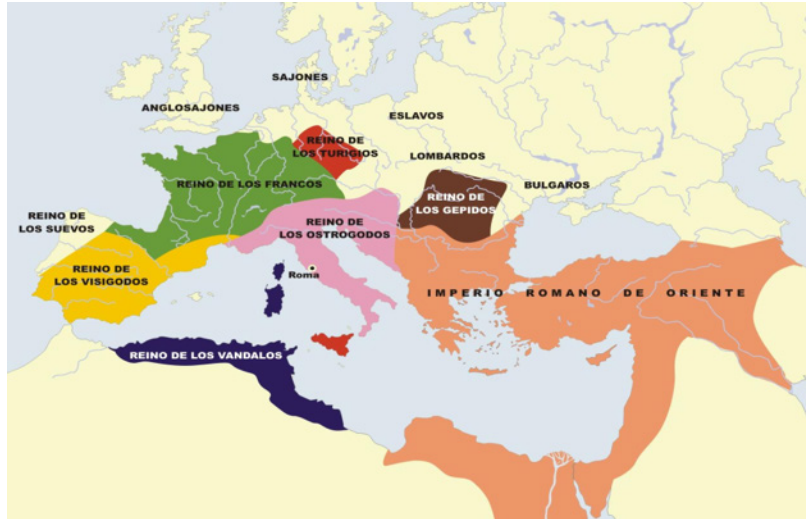 SAJONES
ANGLOSAJONES
ESLAVOS
REINO DE
LOS TURIGIOS
LOMBARDOS
REINO DE LOS FRANCOS
BULGAROS
REINO DE
LOS GEPIDOS
REINO DE
LOS SUEVOS
REINO DE
LOS OSTROGODOS
REINO DE
LOS VISIGODOS
Roma
IMPERIO ROMANO DE ORIENTE
REINO DE LOS VANDALOS